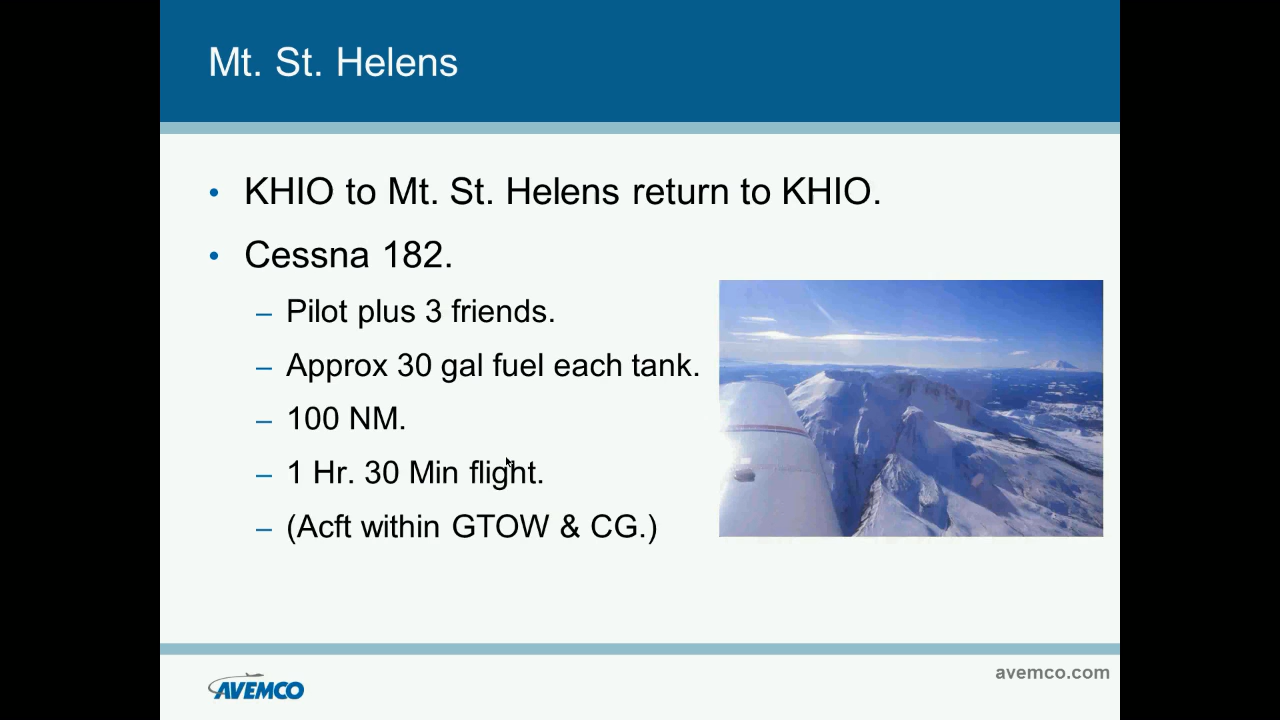 Mt. St. Helens
• KHIO to Mt. St. Helens return to KHIO.
• Cessna 182.
– Pilot plus 3 friends.
– Approx 30 gal fuel each tank.
– 100 NM.
– 1 Hr. 30 Min flight.
– (Acft within GTOW & CG.)
AVEMCO
avemco.com